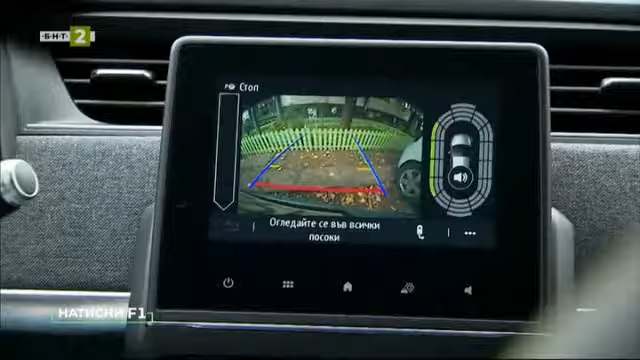 БНТ 2
Стоп
Огледайте се във всички
посоки
НАТИСНИ F1